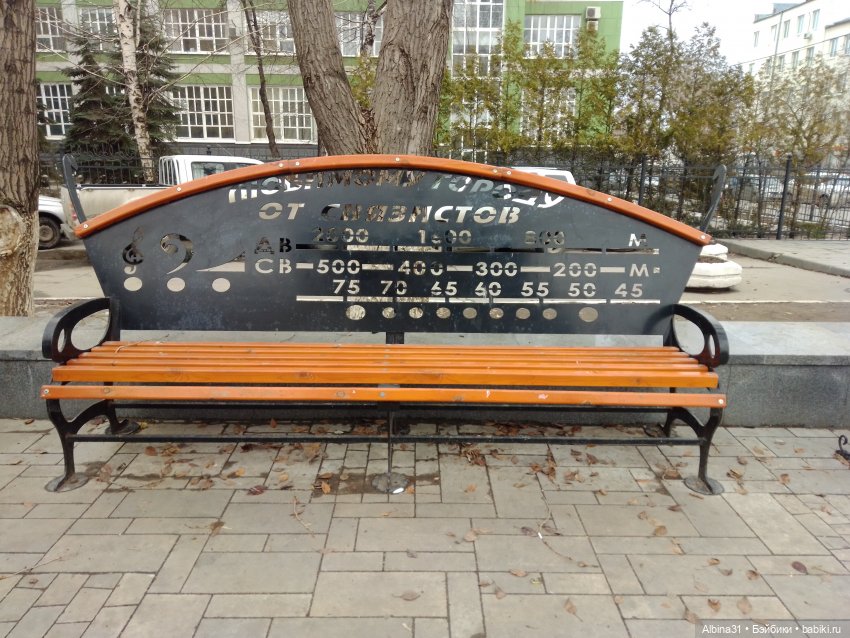 ЛЮБИМОМУ ГОРОДУ
ОТ СВЯЗИСТОВ
ДВ 2000 1400 800 М
СВ 500 400 300 200 М
75 70 65 60 55 50 45
Albina31 • Бэйбики • babiki.ru